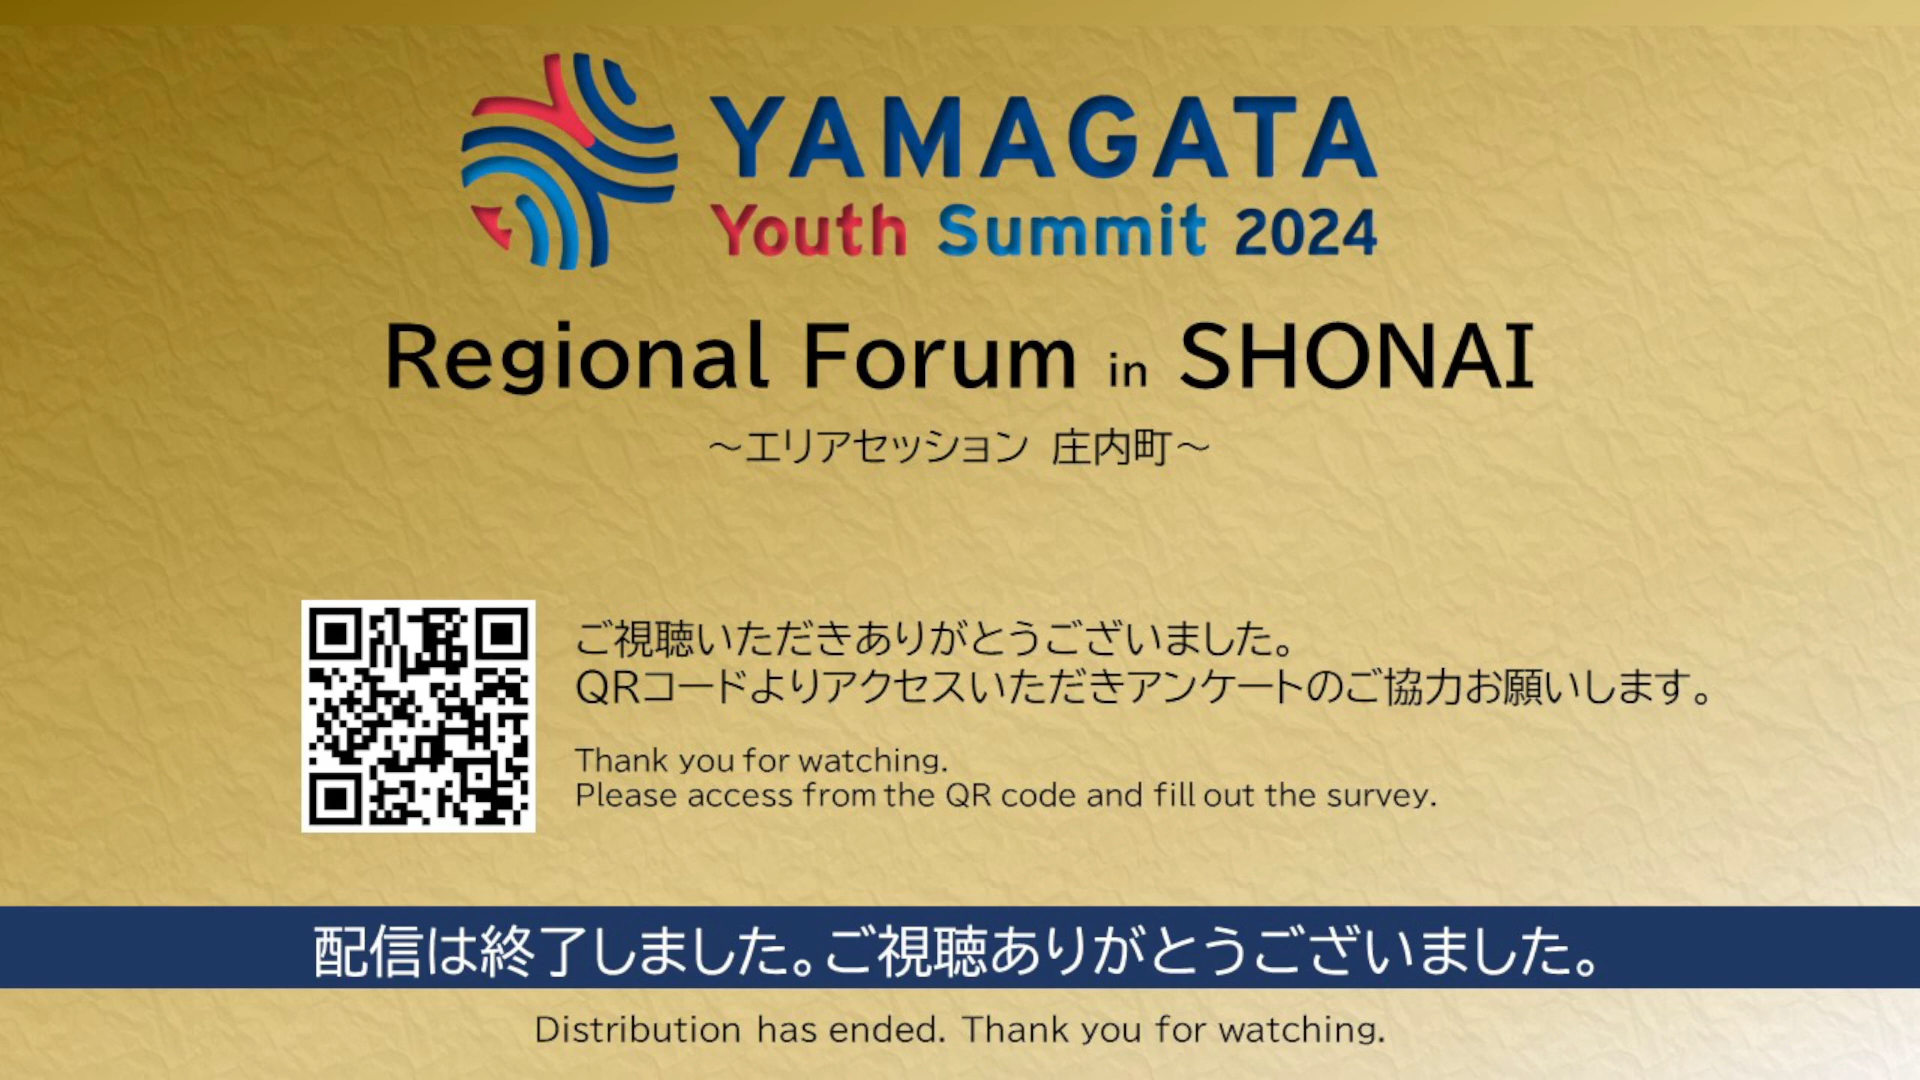 YAMAGATA
Youth Summit 2024
Regional Forum in SHONAI
～エリアセッション 庄内町～
ご視聴いただきありがとうございました。
QRコードよりアクセスいただきアンケートのご協力お願いします。
Thank you for watching.
Please access from the QR code and fill out the survey.
配信は終了しました。ご視聴ありがとうございました。
Distribution has ended. Thank you for watching.